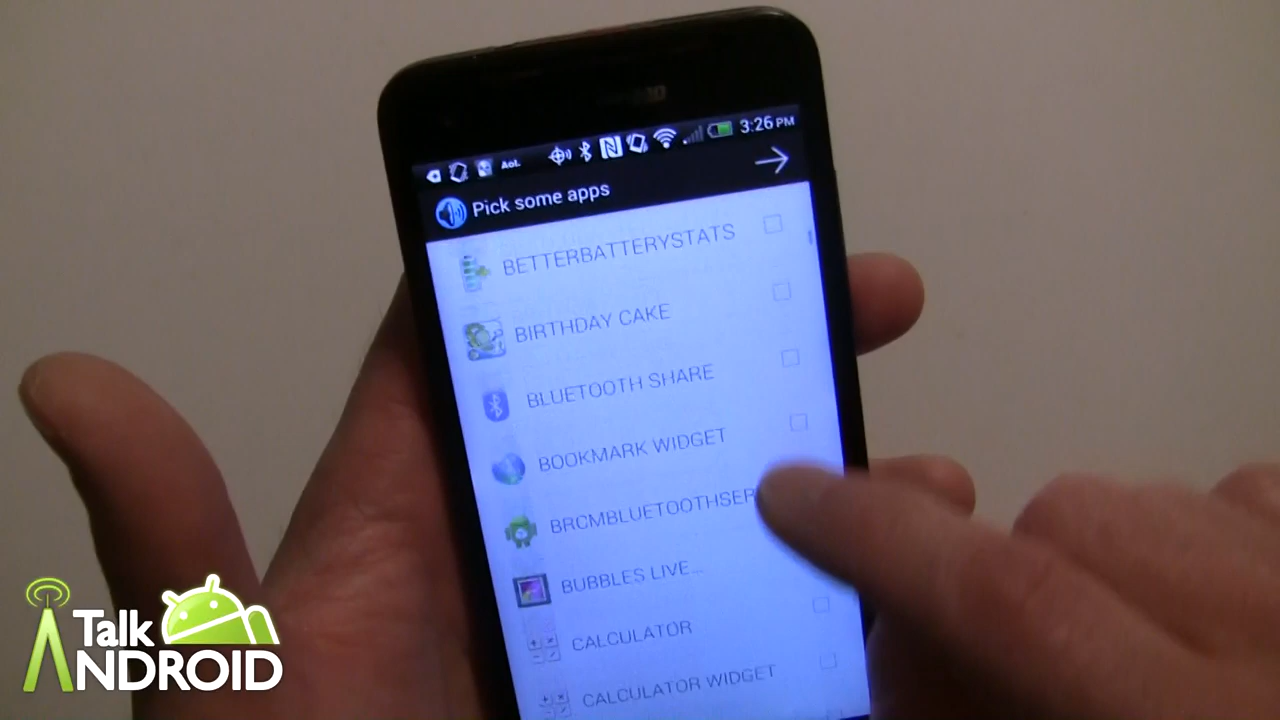 AOL
3:26 PM
Pick some apps
BETTERBATTERYSTATS
BIRTHDAY CAKE
BLUETOOTH SHARE
BOOKMARK WIDGET
BRCMBLUETOOTHSER
BUBBLES LIVE...
CALCULATOR
CALCULATOR WIDGET
Talk
ANDROID